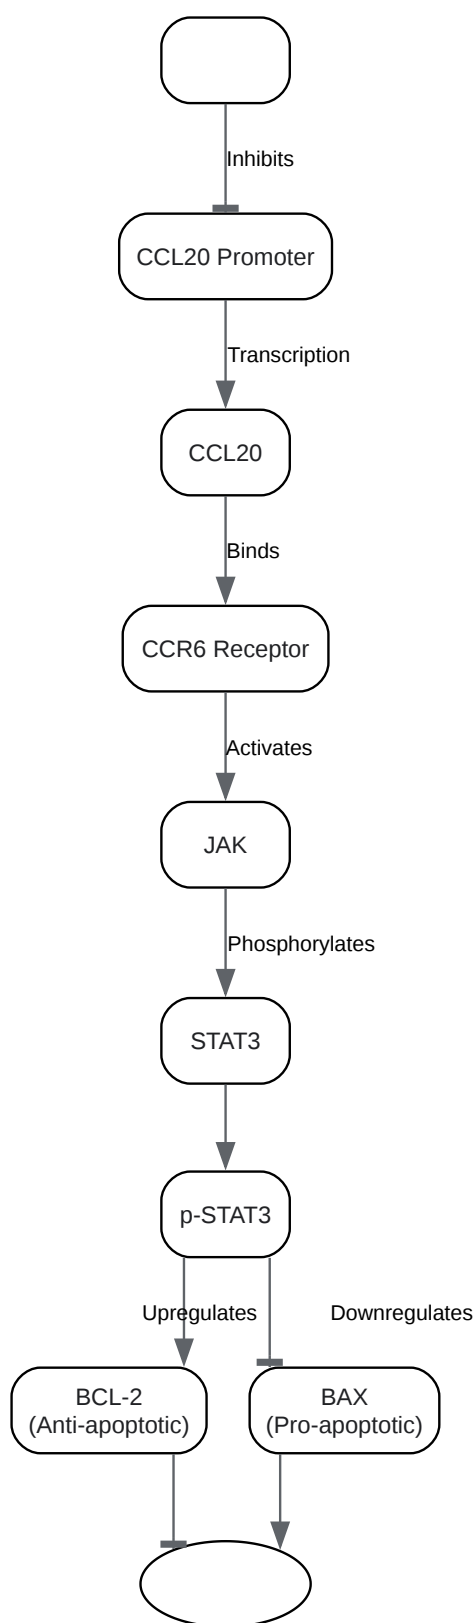 Inhibits
CCL20 Promoter
Transcription
CCL20
Binds
CCR6 Receptor
Activates
JAK
Phosphorylates
STAT3
p-STAT3
Upregulates
Downregulates
BCL-2
(Anti-apoptotic)
BAX
(Pro-apoptotic)